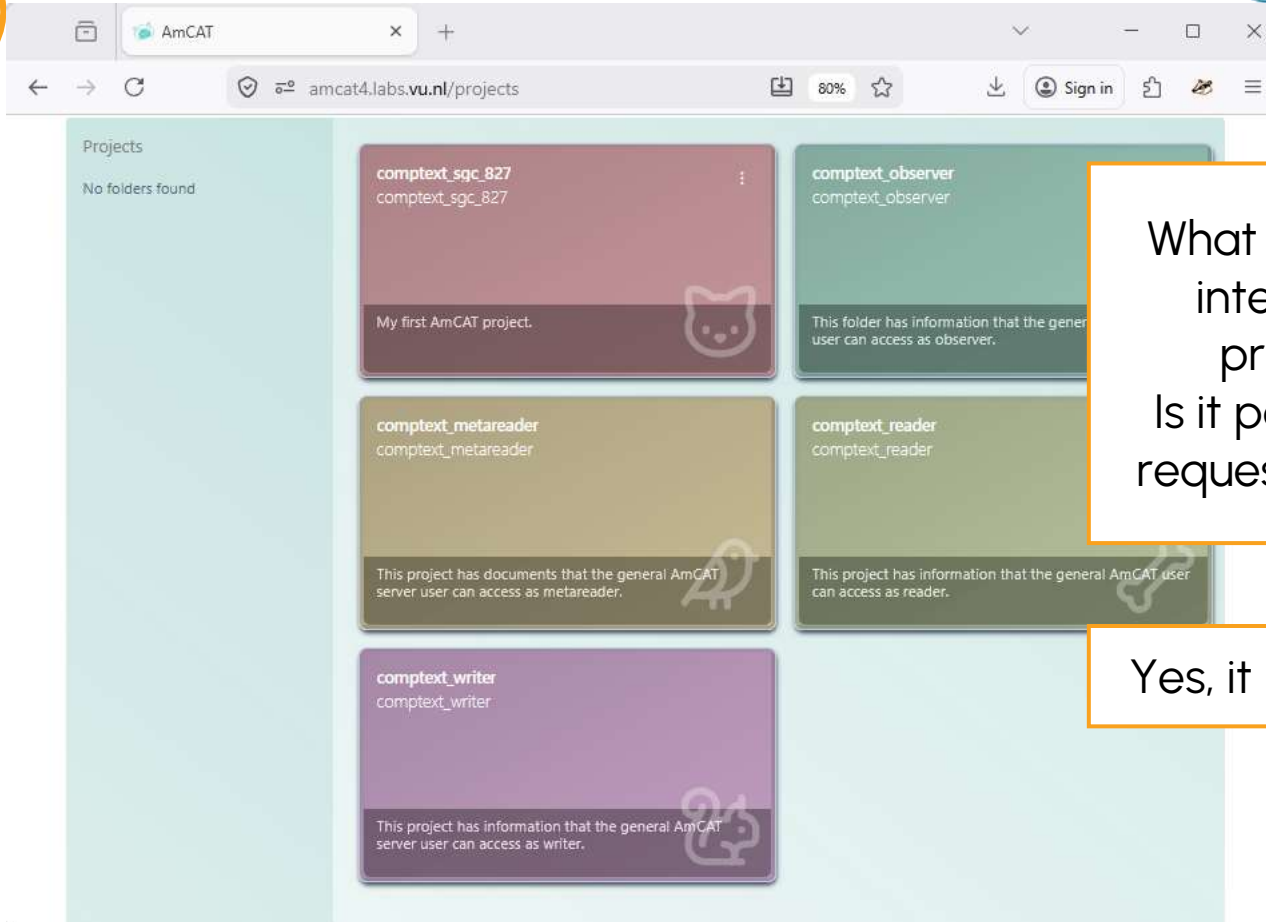 AmCAT
amcat4.labs.vu.nl/projects
80%
Sign in
Projects
No folders found
comptext_sgc_827
comptext_sgc_827
My first AmCAT project.
comptext_observer
comptext_observer
This folder has information that the gener
user can access as observer.
comptext_metareader
comptext_metareader
This project has documents that the general AmCAT
server user can access as metareader.
comptext_reader
comptext_reader
This project has information that the general AmCAT user
can access as reader.
comptext_writer
comptext_writer
This project has information that the general AmCAT
server user can access as writer.
What
inte
pr
Is it p
reques
Yes, it